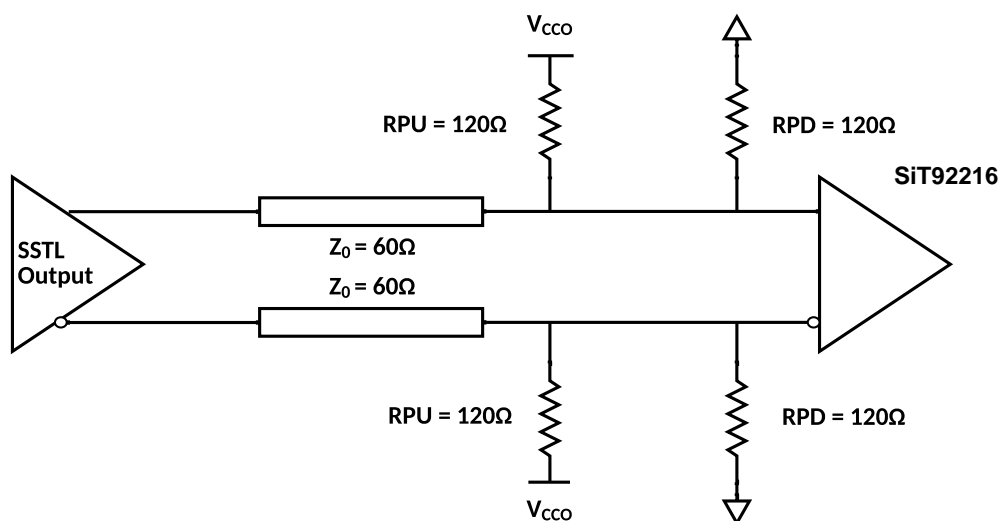 VCCO
RPU = 120Ω
RPD = 120Ω
SiT92216
SSTL
Output
Z0 = 60Ω
Z0 = 60Ω
RPU = 120Ω
RPD = 120Ω
VCCO